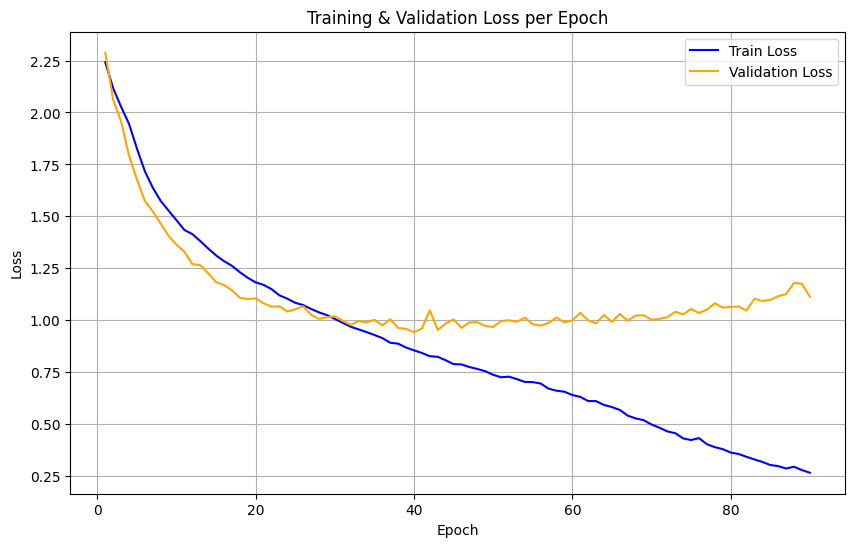 Training & Validation Loss per Epoch
Train Loss
Validation Loss
2.25
2.00
1.75
1.50
1.25
1.00
0.75
0.50
0.25
Loss
0 20 40 60 80
Epoch